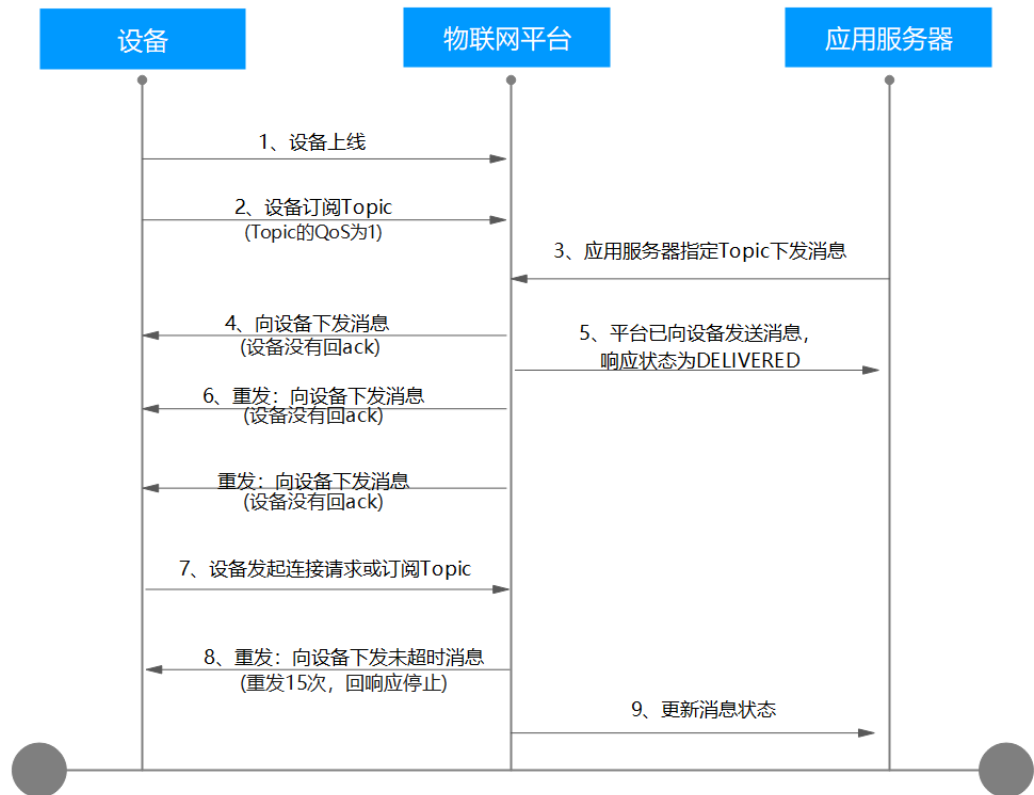 设备
物联网平台
应用服务器
1、设备上线
2、设备订阅Topic
(Topic的QoS为1)
3、应用服务器指定Topic下发消息
4、向设备下发消息
(设备没有回ack)
5、平台已向设备发送消息，
响应状态为DELIVERED
6、重发：向设备下发消息
(设备没有回ack)
重发：向设备下发消息
(设备没有回ack)
7、设备发起连接请求或订阅Topic
8、重发：向设备下发未超时消息
(重发15次，回响应停止)
9、更新消息状态